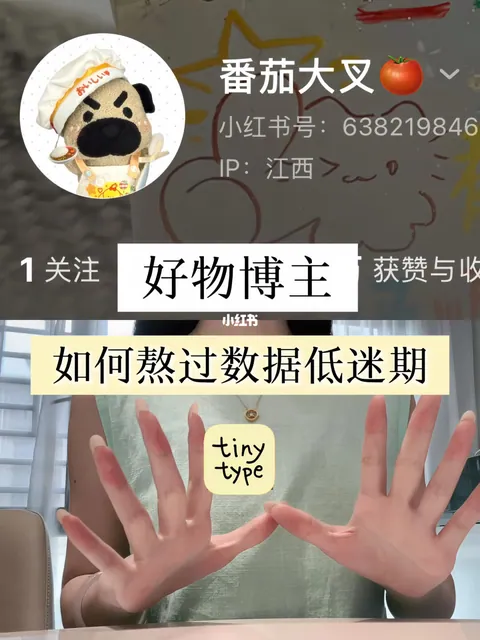 番茄大叉🍅
小红书号：638219846
IP：江西
1 关注
获赞与收
好物博主
小红书
如何熬过数据低迷期
tiny
type